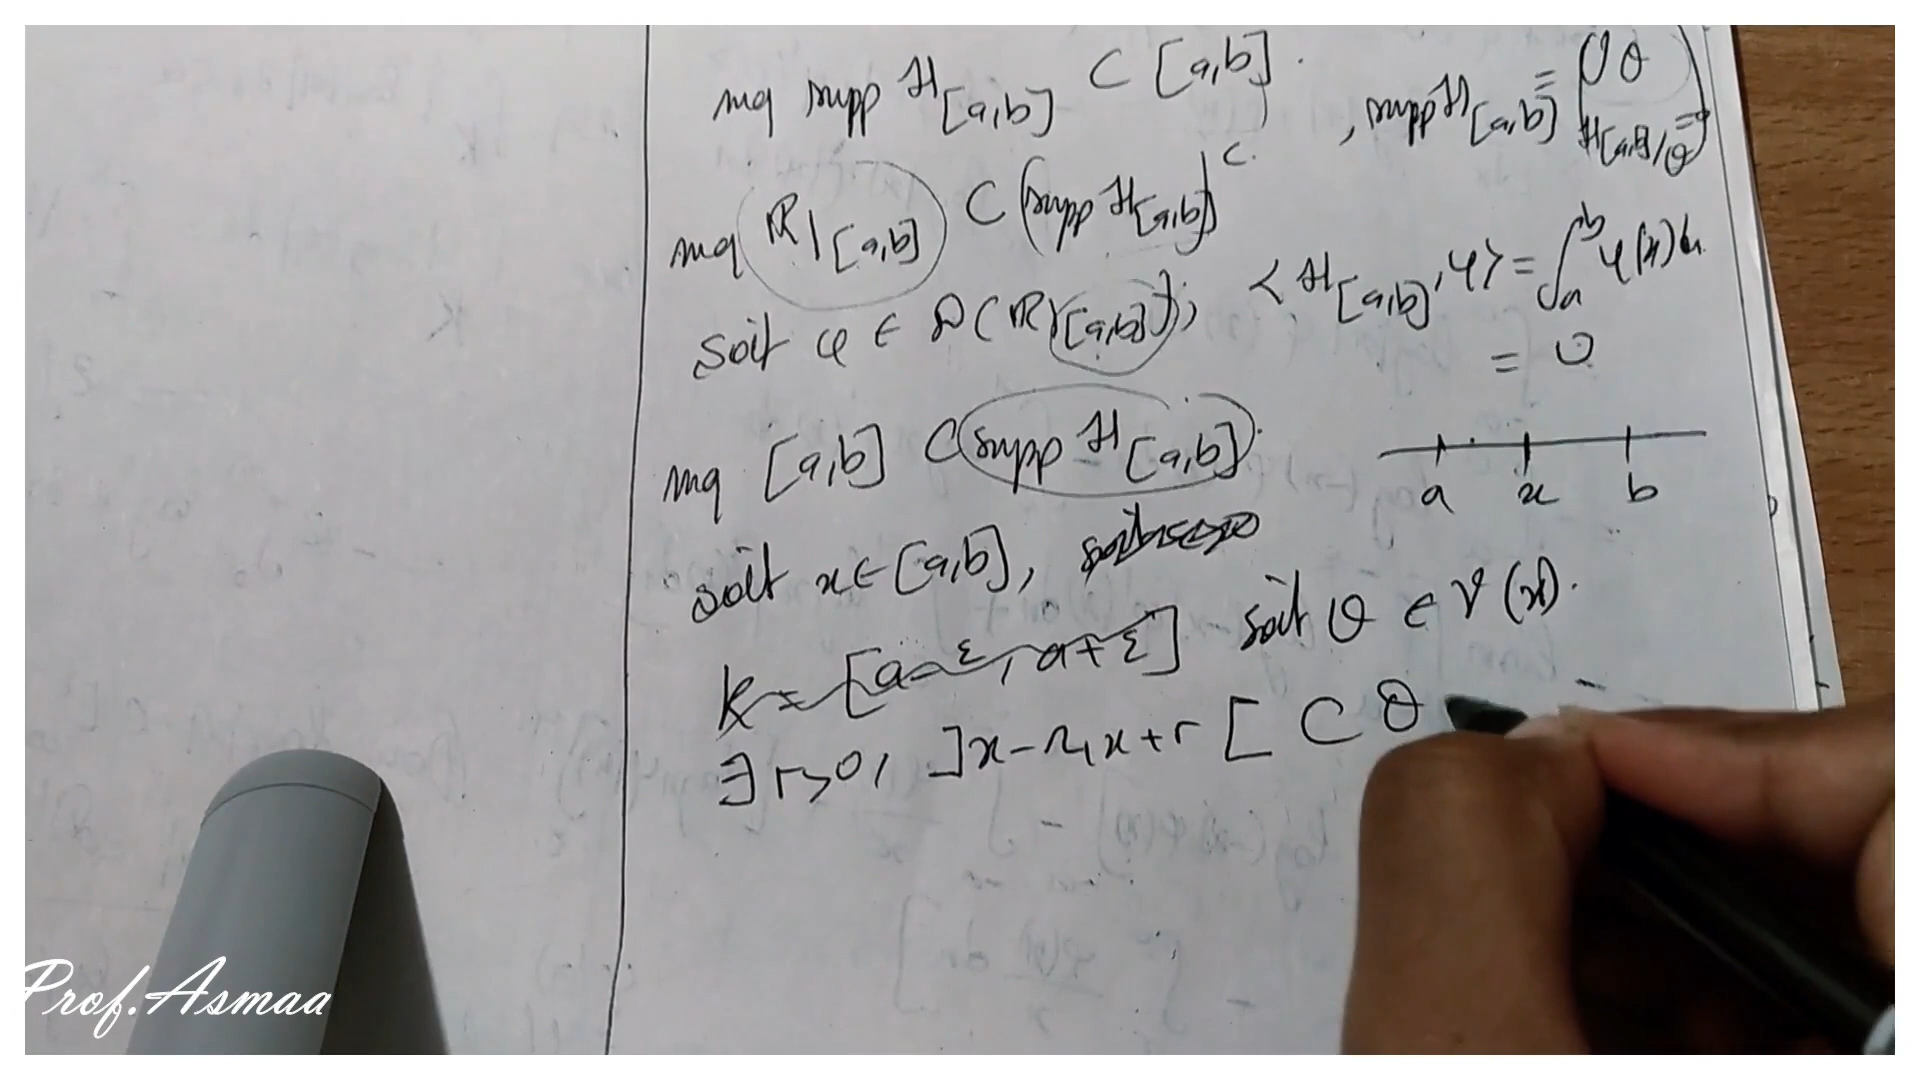 mq supp H[a,b] ⊂ [a,b]. , supp H[a,b] = (∪ θ H[a,b]/θ =
mq ℝ\[a,b] ⊂ (supp H[a,b])ᶜ.
soit φ ∈ D(ℝ\[a,b]), <H[a,b], φ> = ∫ₐᵇ φ(x)dx
= 0
mq [a,b] ⊂ supp H[a,b].
a x b
soit x ∈ [a,b],
K = [a-ε, a+ε] soit θ ∈ V(x).
∃ r>0, ]x-r, x+r[ ⊂ θ
Prof.Asmaa